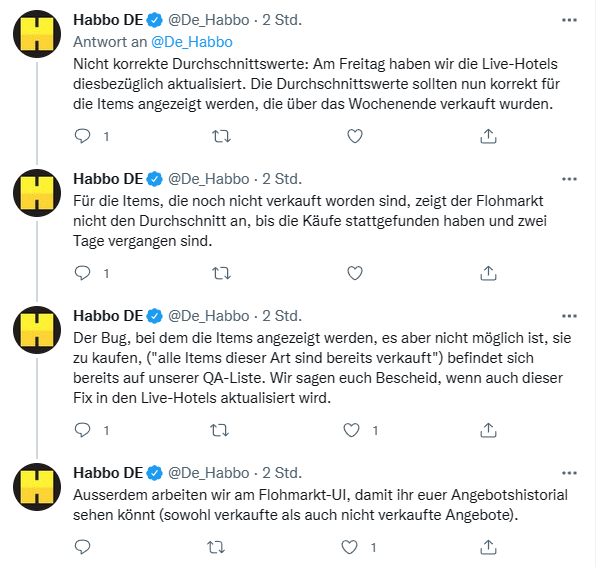 Habbo DE @De_Habbo · 2 Std.
Antwort an @De_Habbo
Nicht korrekte Durchschnittswerte: Am Freitag haben wir die Live-Hotels
diesbezüglich aktualisiert. Die Durchschnittswerte sollten nun korrekt für
die Items angezeigt werden, die über das Wochenende verkauft wurden.
1
Habbo DE @De_Habbo · 2 Std.
Für die Items, die noch nicht verkauft worden sind, zeigt der Flohmarkt
nicht den Durchschnitt an, bis die Käufe stattgefunden haben und zwei
Tage vergangen sind.
1
Habbo DE @De_Habbo · 2 Std.
Der Bug, bei dem die Items angezeigt werden, es aber nicht möglich ist, sie
zu kaufen, ("alle Items dieser Art sind bereits verkauft") befindet sich
bereits auf unserer QA-Liste. Wir sagen euch Bescheid, wenn auch dieser
Fix in den Live-Hotels aktualisiert wird.
1 1
Habbo DE @De_Habbo · 2 Std.
Ausserdem arbeiten wir am Flohmarkt-UI, damit ihr euer Angebotshistorial
sehen könnt (sowohl verkaufte als auch nicht verkaufte Angebote).
1